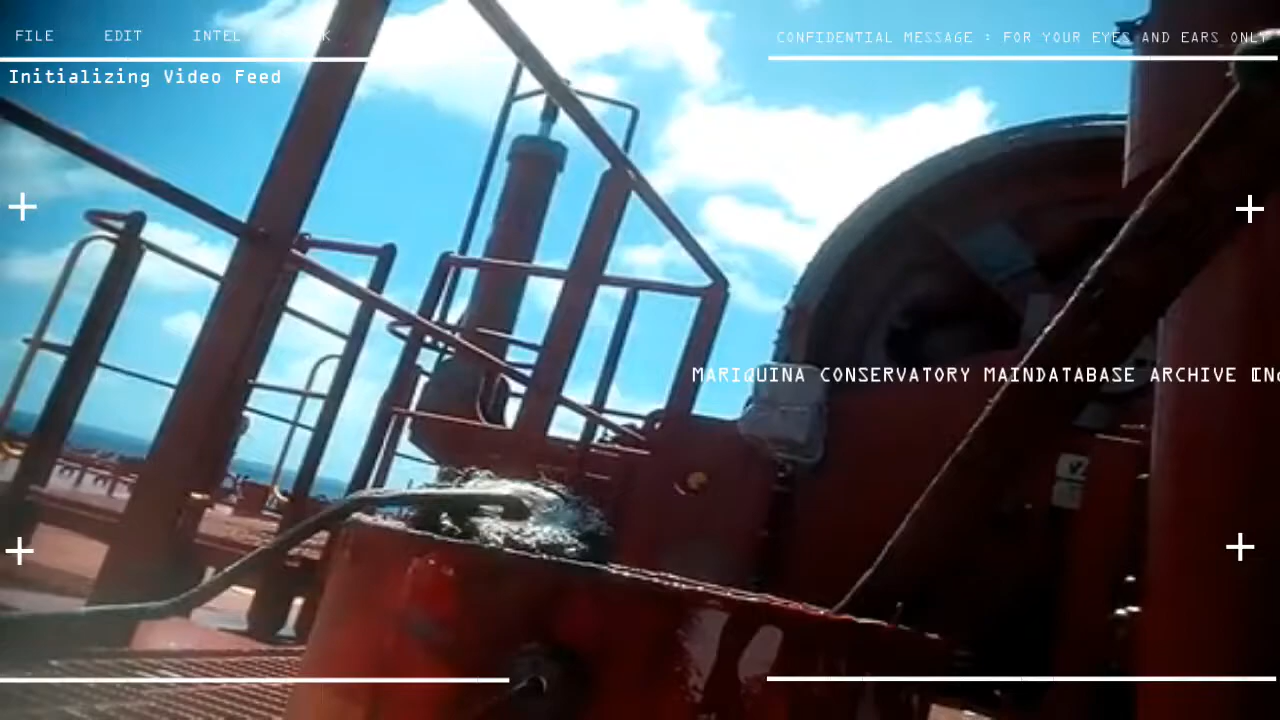 FILE EDIT INTEL
CONFIDENTIAL MESSAGE : FOR YOUR EYES AND EARS ONLY
Initializing Video Feed
MARIQUINA CONSERVATORY MAINDATABASE ARCHIVE